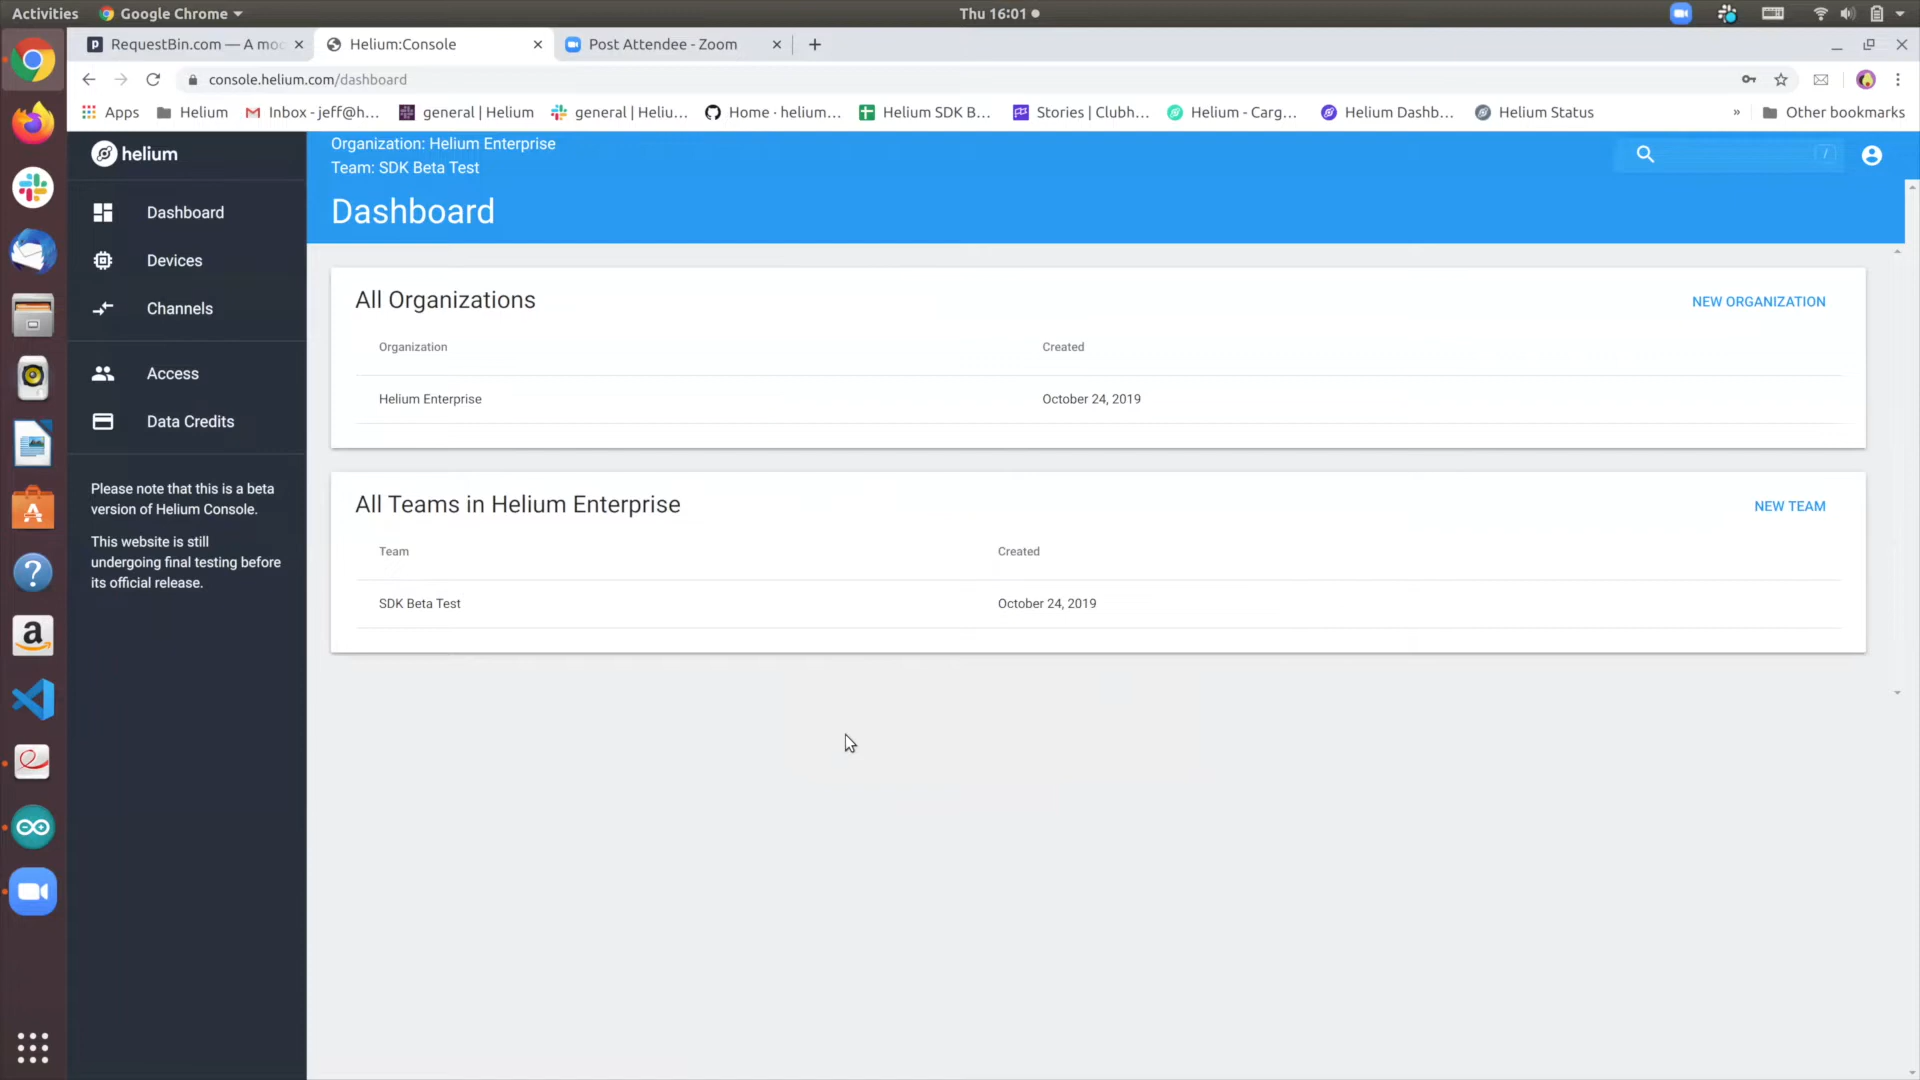 Activities
Google Chrome
Thu 16:01
RequestBin.com — A mo
Helium:Console
Post Attendee - Zoom
console.helium.com/dashboard
Apps
Helium
Inbox - jeff@h...
general | Helium
general | Heliu...
Home · helium...
Helium SDK B...
Stories | Clubh...
Helium - Carg...
Helium Dashb...
Helium Status
»
Other bookmarks
helium
Organization: Helium Enterprise
Team: SDK Beta Test
/
Dashboard
Dashboard
Devices
Channels
Access
Data Credits
Please note that this is a beta
version of Helium Console.
This website is still
undergoing final testing before
its official release.
All Organizations
NEW ORGANIZATION
Organization
Created
Helium Enterprise
October 24, 2019
All Teams in Helium Enterprise
NEW TEAM
Team
Created
SDK Beta Test
October 24, 2019